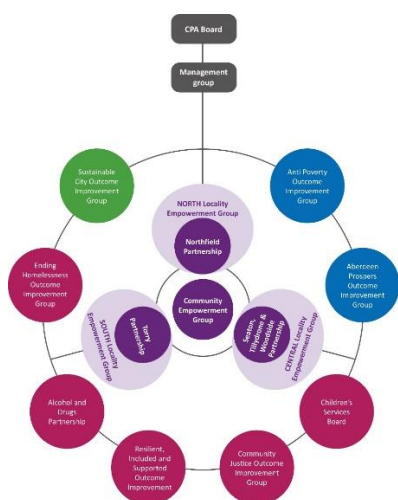 CPA Board
Management
group
Sustainable
City Outcome
Improvement
Group
Anti Poverty
Outcome
Improvement
Group
NORTH Locality
Empowerment Group
Northfield
Partnership
Ending
Homelessness
Outcome
Improvement
Group
Aberdeen
Prospers
Outcome
Improvement
Group
Community
Empowerment
Group
SOUTH Locality
Empowerment Group
Torry
Partnership
Seaton,
Tillydrone &
Woodside
Partnership
CENTRAL Locality
Empowerment Group
Alcohol and
Drugs
Partnership
Children's
Services
Board
Resilient,
Included and
Supported
Outcome
Improvement
Community
Justice Outcome
Improvement
Group